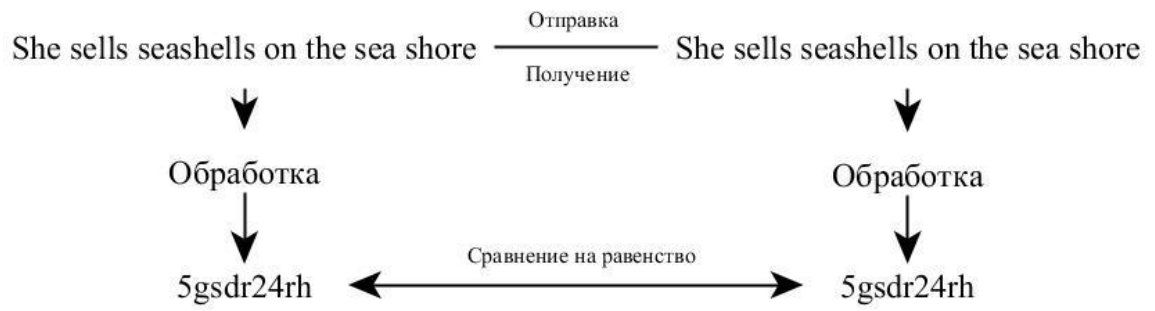 Отправка
She sells seashells on the sea shore She sells seashells on the sea shore
Получение
Обработка Обработка
Сравнение на равенство
5gsdr24rh 5gsdr24rh